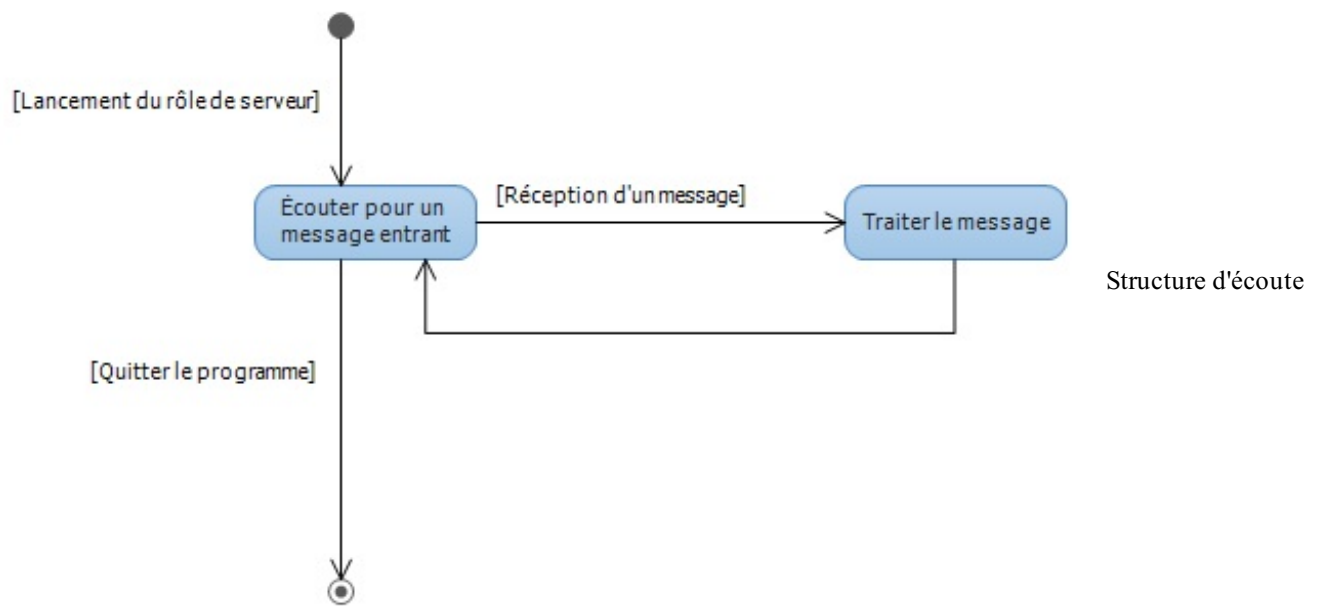 [Lancement du rôle de serveur]
Écouter pour un
message entrant
[Réception d'un message]
Traiter le message
Structure d'écoute
[Quitter le programme]